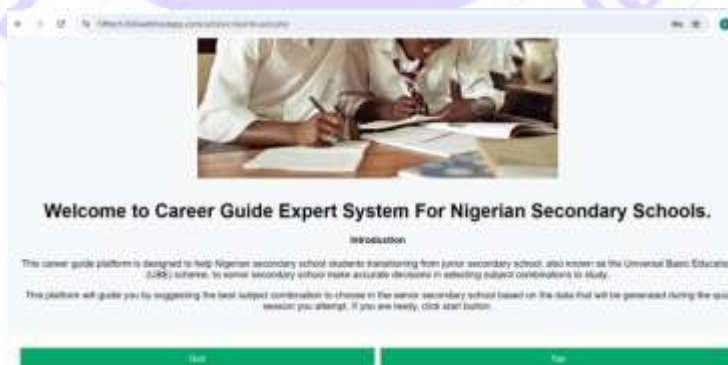 Welcome to Career Guide Expert System For Nigerian Secondary Schools.
Introduction
This career guide platform is designed to help Nigerian secondary school students transitioning from junior secondary school, also known as the Universal Basic
(UBE) scheme, to senior secondary school make accurate decisions in selecting subject combinations to study.
This platform will guide you by suggesting the best subject combination to choose in the senior secondary school based on the data that will be generated during the
session you attempt. If you are ready, click start button.